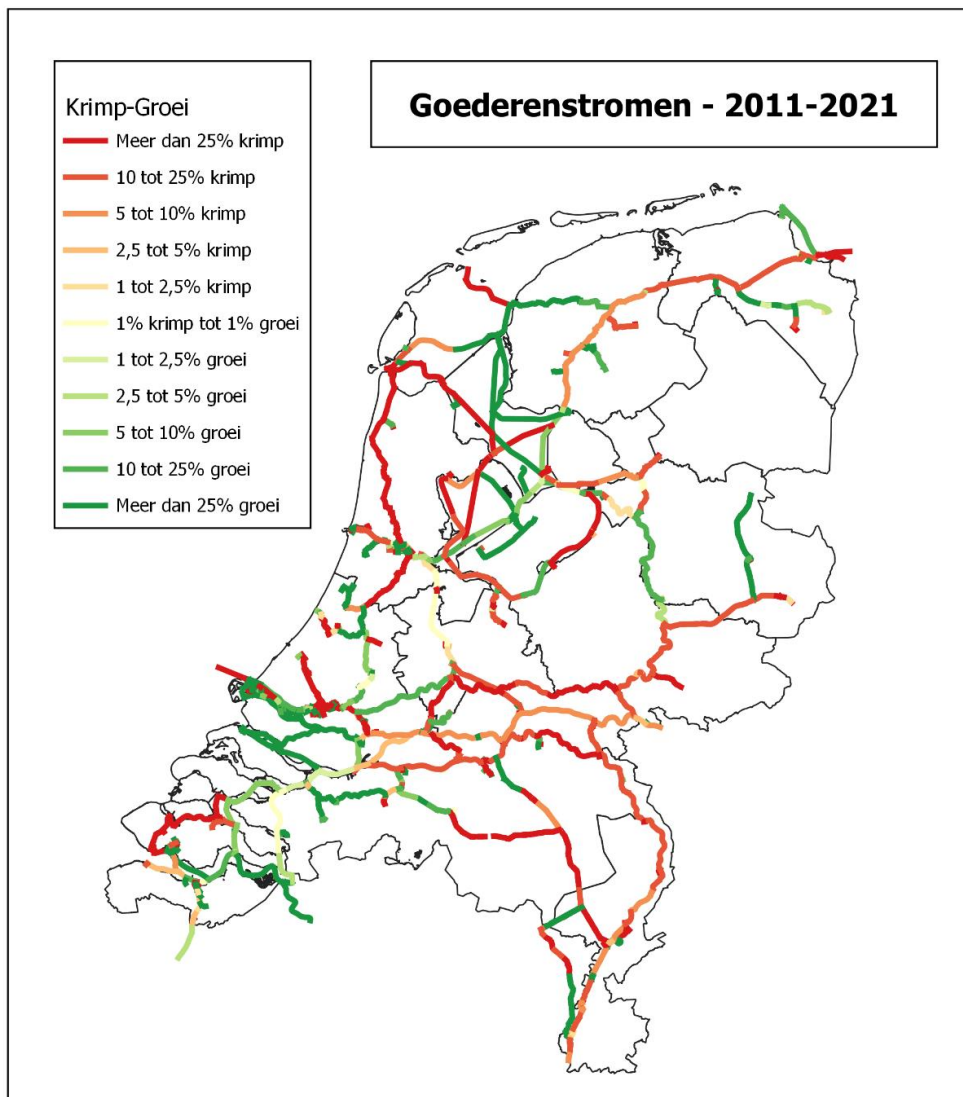 Goederenstromen - 2011-2021
Krimp-Groei
Meer dan 25% krimp
10 tot 25% krimp
5 tot 10% krimp
2,5 tot 5% krimp
1 tot 2,5% krimp
1% krimp tot 1% groei
1 tot 2,5% groei
2,5 tot 5% groei
5 tot 10% groei
10 tot 25% groei
Meer dan 25% groei